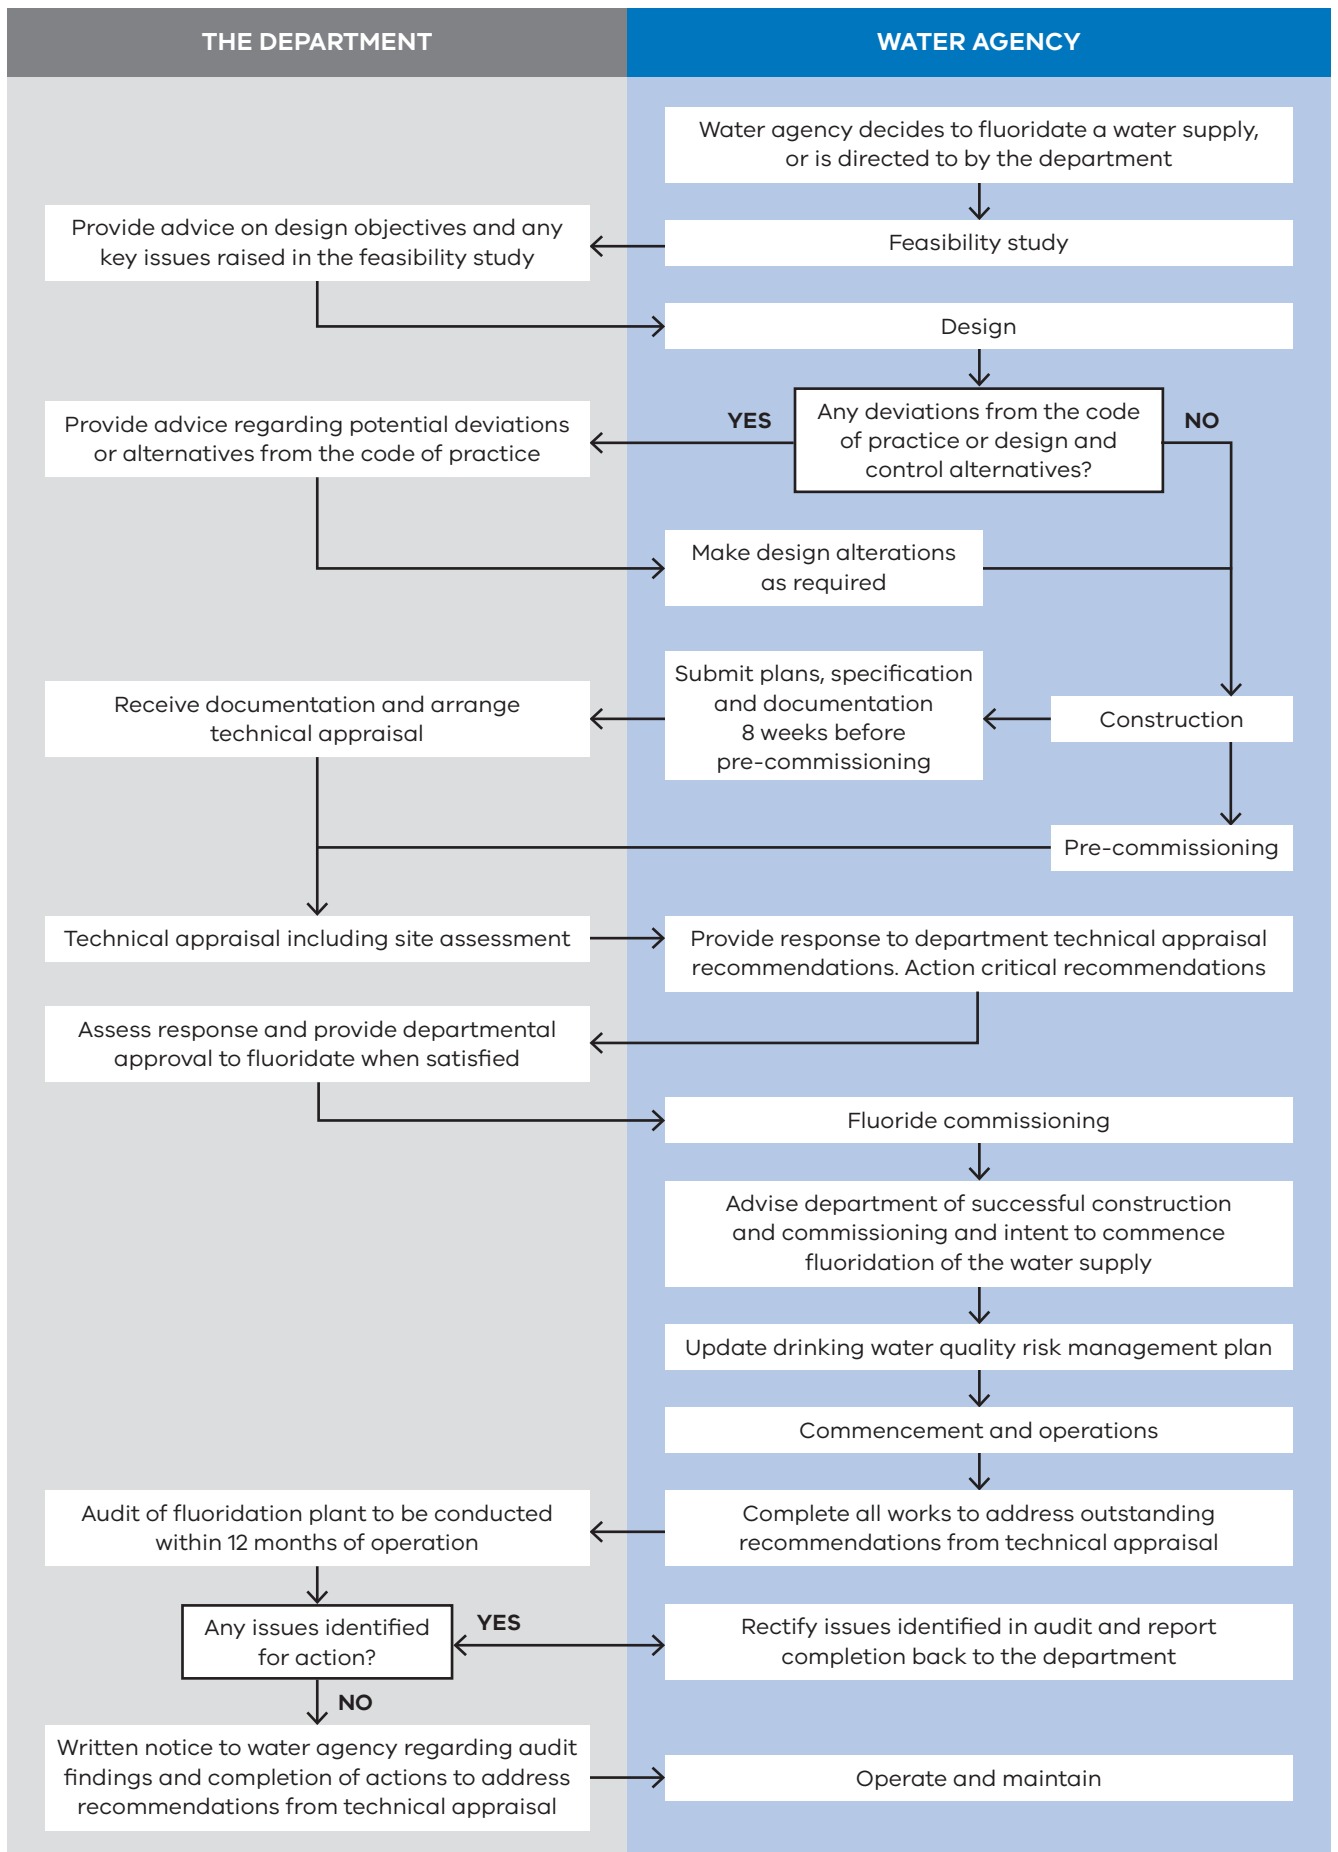 THE DEPARTMENT
WATER AGENCY
Water agency decides to fluoridate a water supply,
or is directed to by the department
Provide advice on design objectives and any
key issues raised in the feasibility study
Feasibility study
Design
Provide advice regarding potential deviations
or alternatives from the code of practice
YES
Any deviations from the code
of practice or design and
control alternatives?
NO
Make design alterations
as required
Receive documentation and arrange
technical appraisal
Submit plans, specification
and documentation
8 weeks before
pre-commissioning
Construction
Pre-commissioning
Technical appraisal including site assessment
Provide response to department technical appraisal
recommendations. Action critical recommendations
Assess response and provide departmental
approval to fluoridate when satisfied
Fluoride commissioning
Advise department of successful construction
and commissioning and intent to commence
fluoridation of the water supply
Update drinking water quality risk management plan
Commencement and operations
Audit of fluoridation plant to be conducted
within 12 months of operation
Complete all works to address outstanding
recommendations from technical appraisal
Any issues identified
for action?
YES
Rectify issues identified in audit and report
completion back to the department
NO
Written notice to water agency regarding audit
findings and completion of actions to address
recommendations from technical appraisal
Operate and maintain